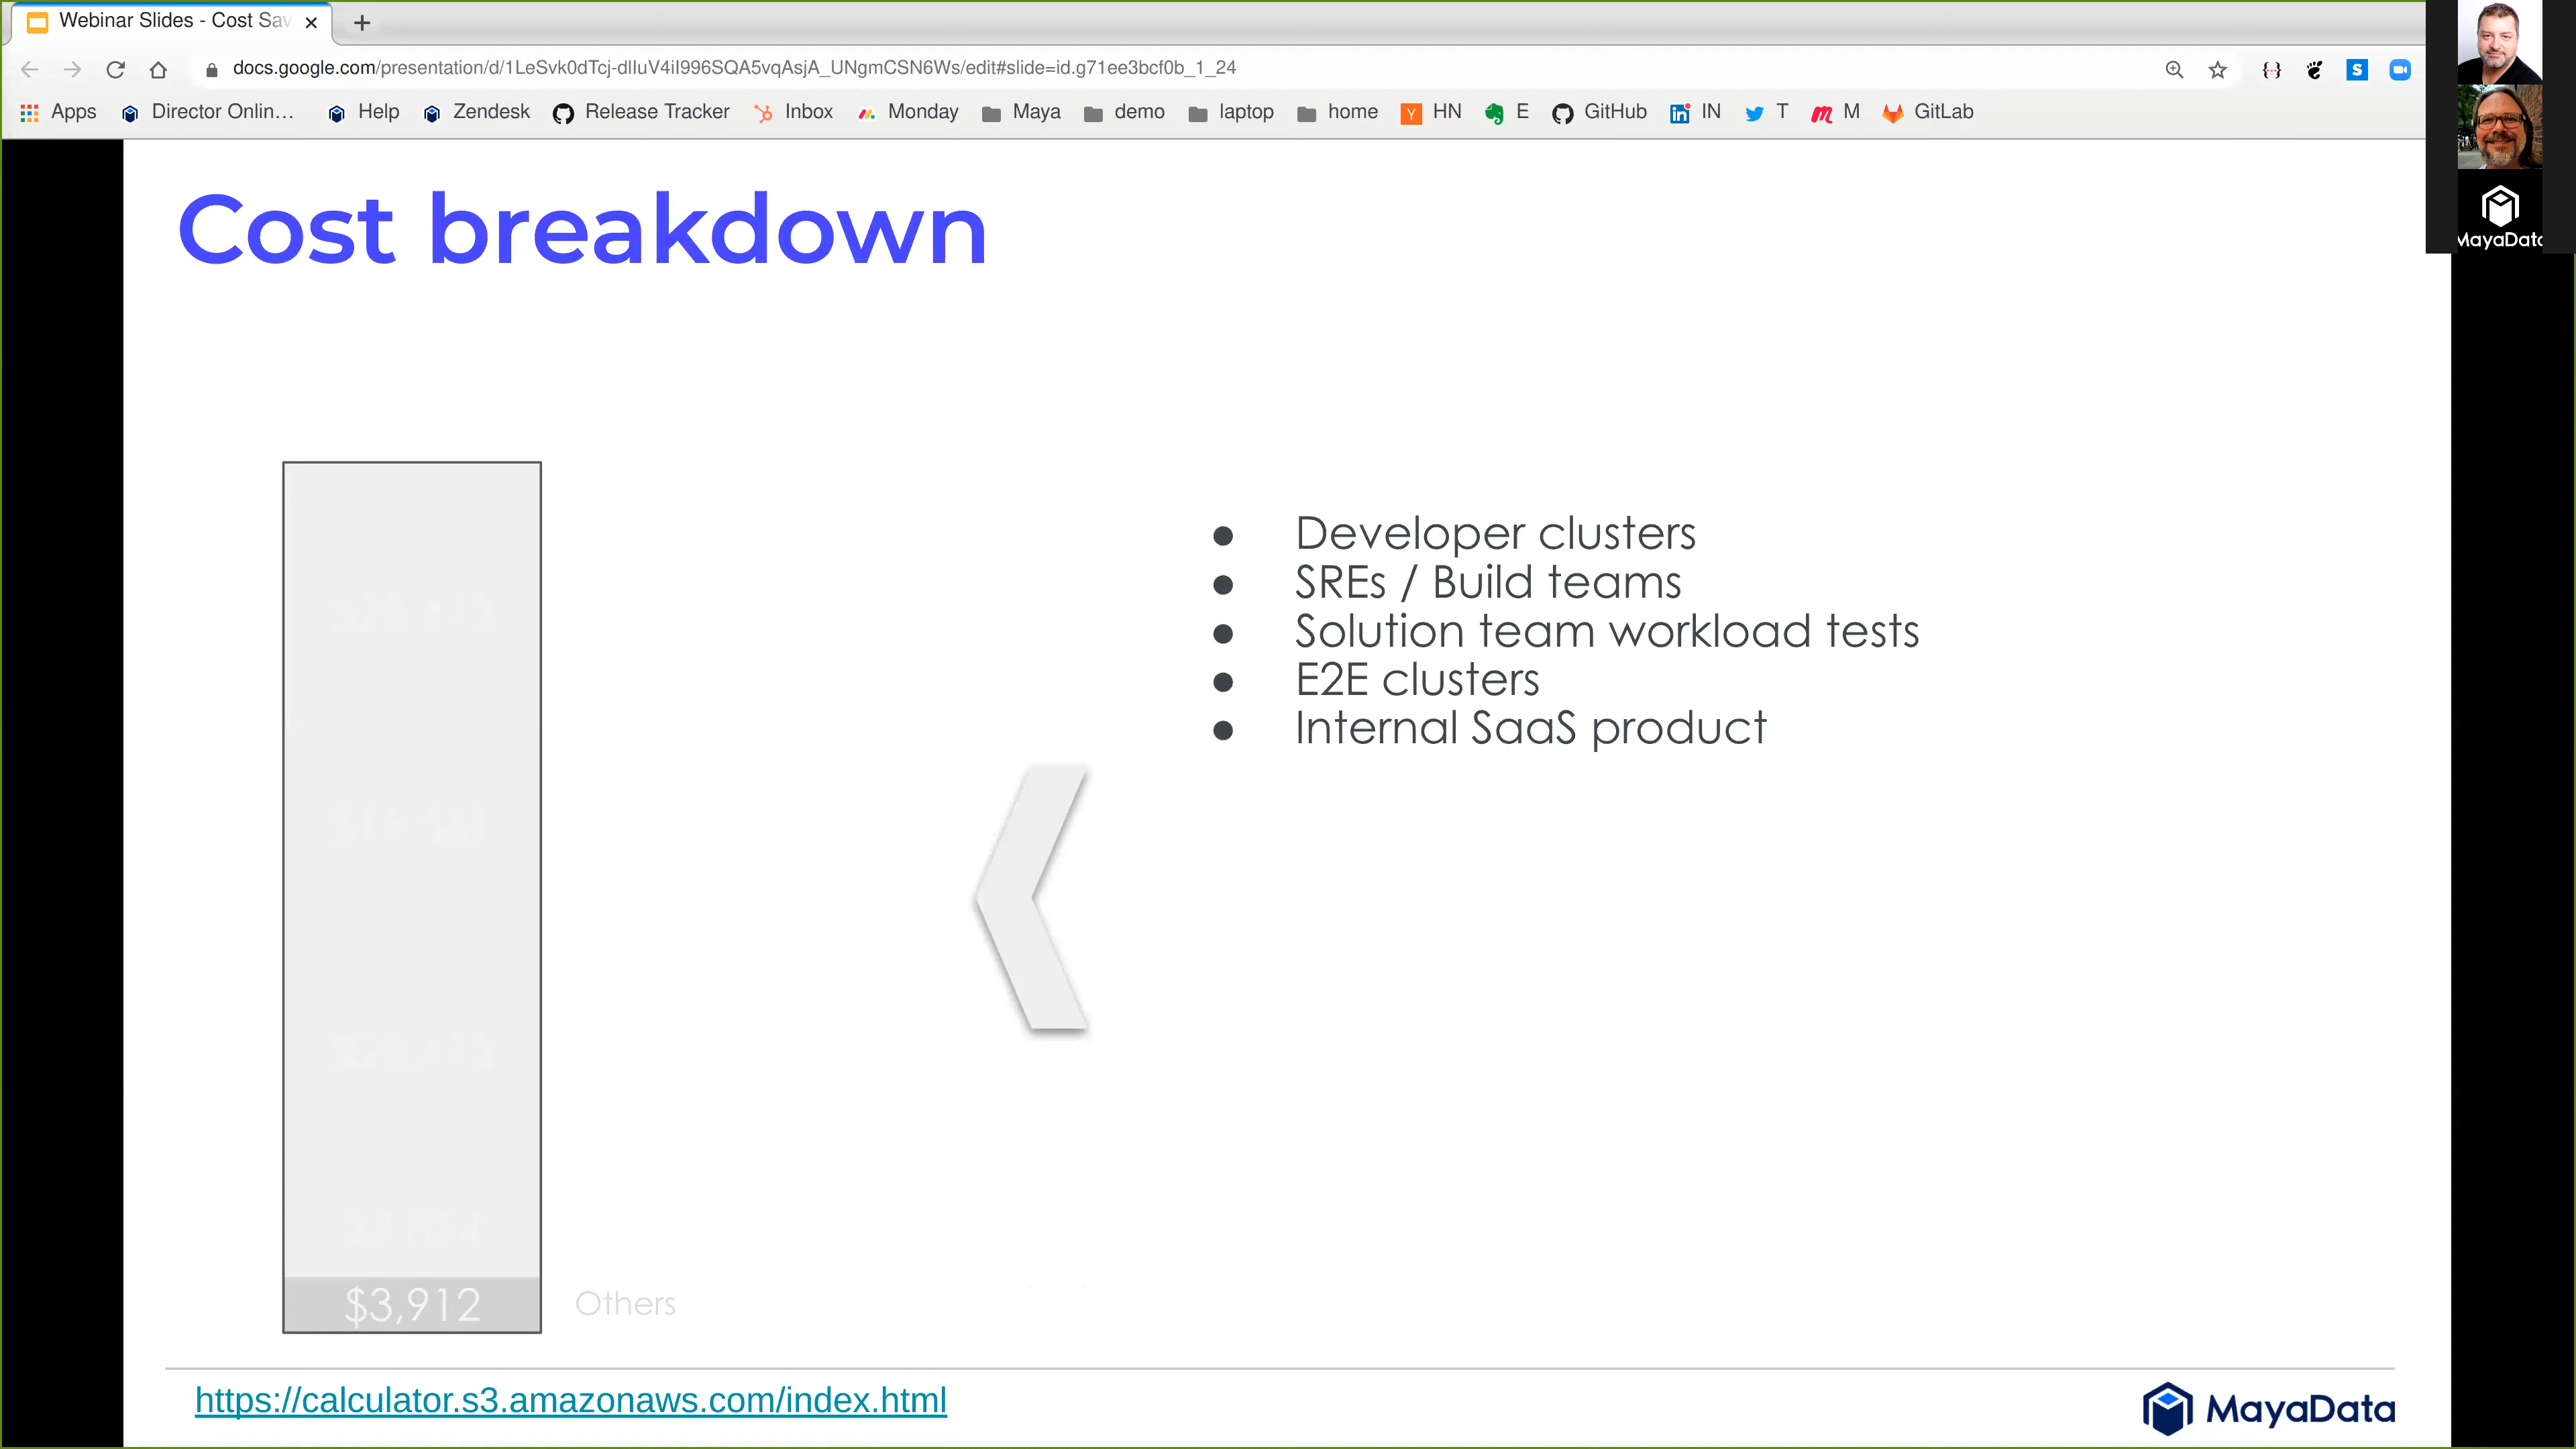 Webinar Slides - Cost Sav
docs.google.com/presentation/d/1LeSvk0dTcj-dlIuV4iI996SQA5vqAsjA_UNgmCSN6Ws/edit#slide=id.g71ee3bcf0b_1_24
Apps Director Onlin… Help Zendesk Release Tracker Inbox Monday Maya demo laptop home HN E GitHub IN T M GitLab
MayaData
Cost breakdown
● Developer clusters
● SREs / Build teams
● Solution team workload tests
● E2E clusters
● Internal SaaS product
$3,912 Others
https://calculator.s3.amazonaws.com/index.html
MayaData